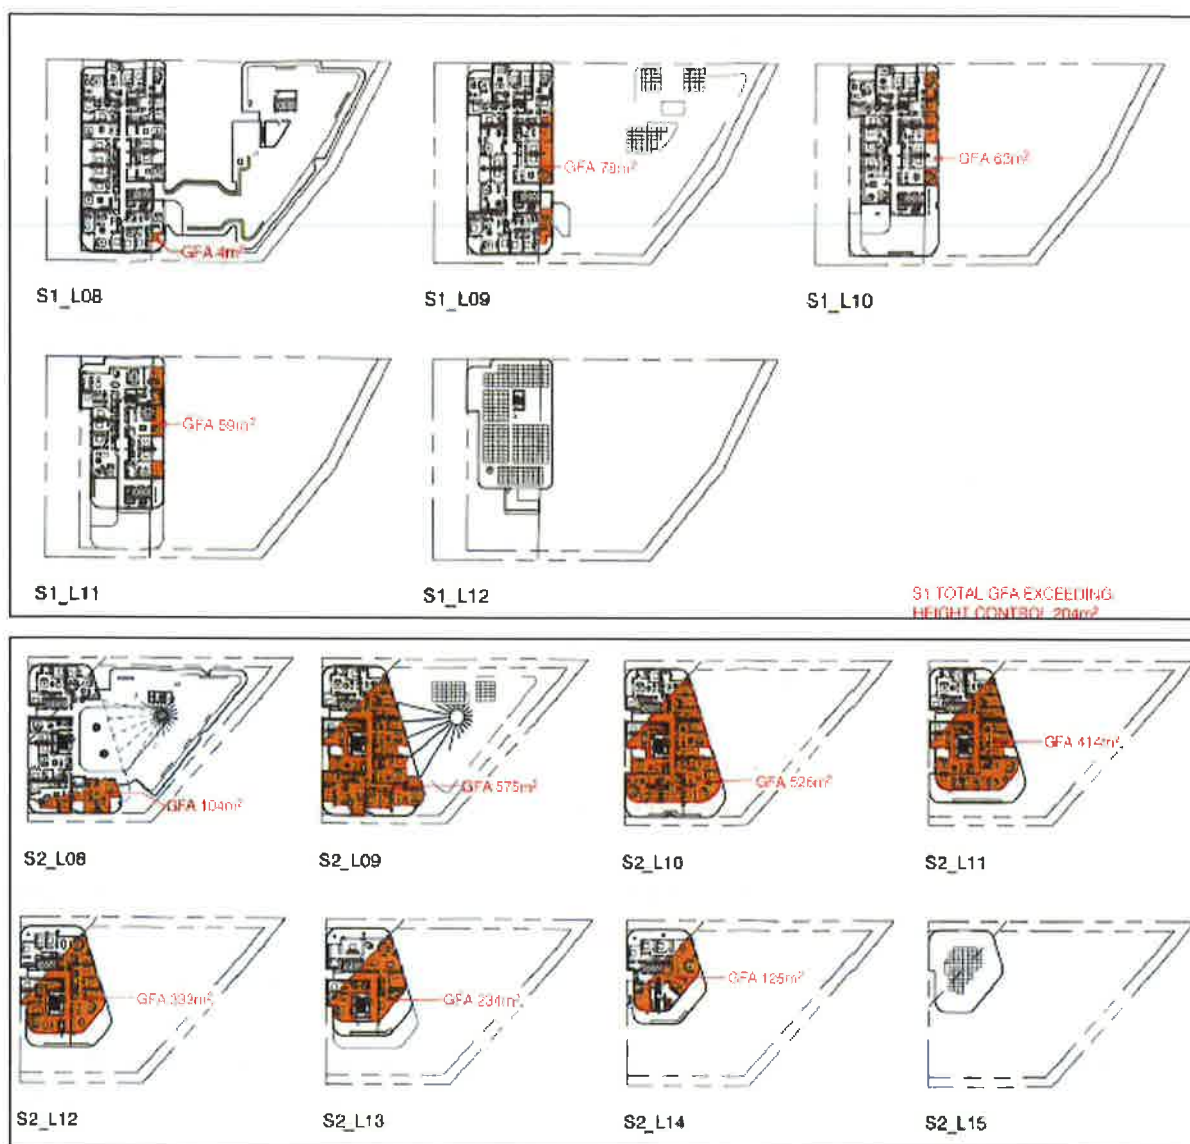 GFA 4m²
S1_L08
GFA 78m²
S1_L09
GFA 63m²
S1_L10
GFA 59m²
S1_L11
S1_L12
S1 TOTAL GFA EXCEEDING
HEIGHT CONTROL 204m²
GFA 104m²
S2_L08
GFA 575m²
S2_L09
GFA 526m²
S2_L10
GFA 414m²
S2_L11
GFA 333m²
S2_L12
GFA 234m²
S2_L13
GFA 125m²
S2_L14
S2_L15